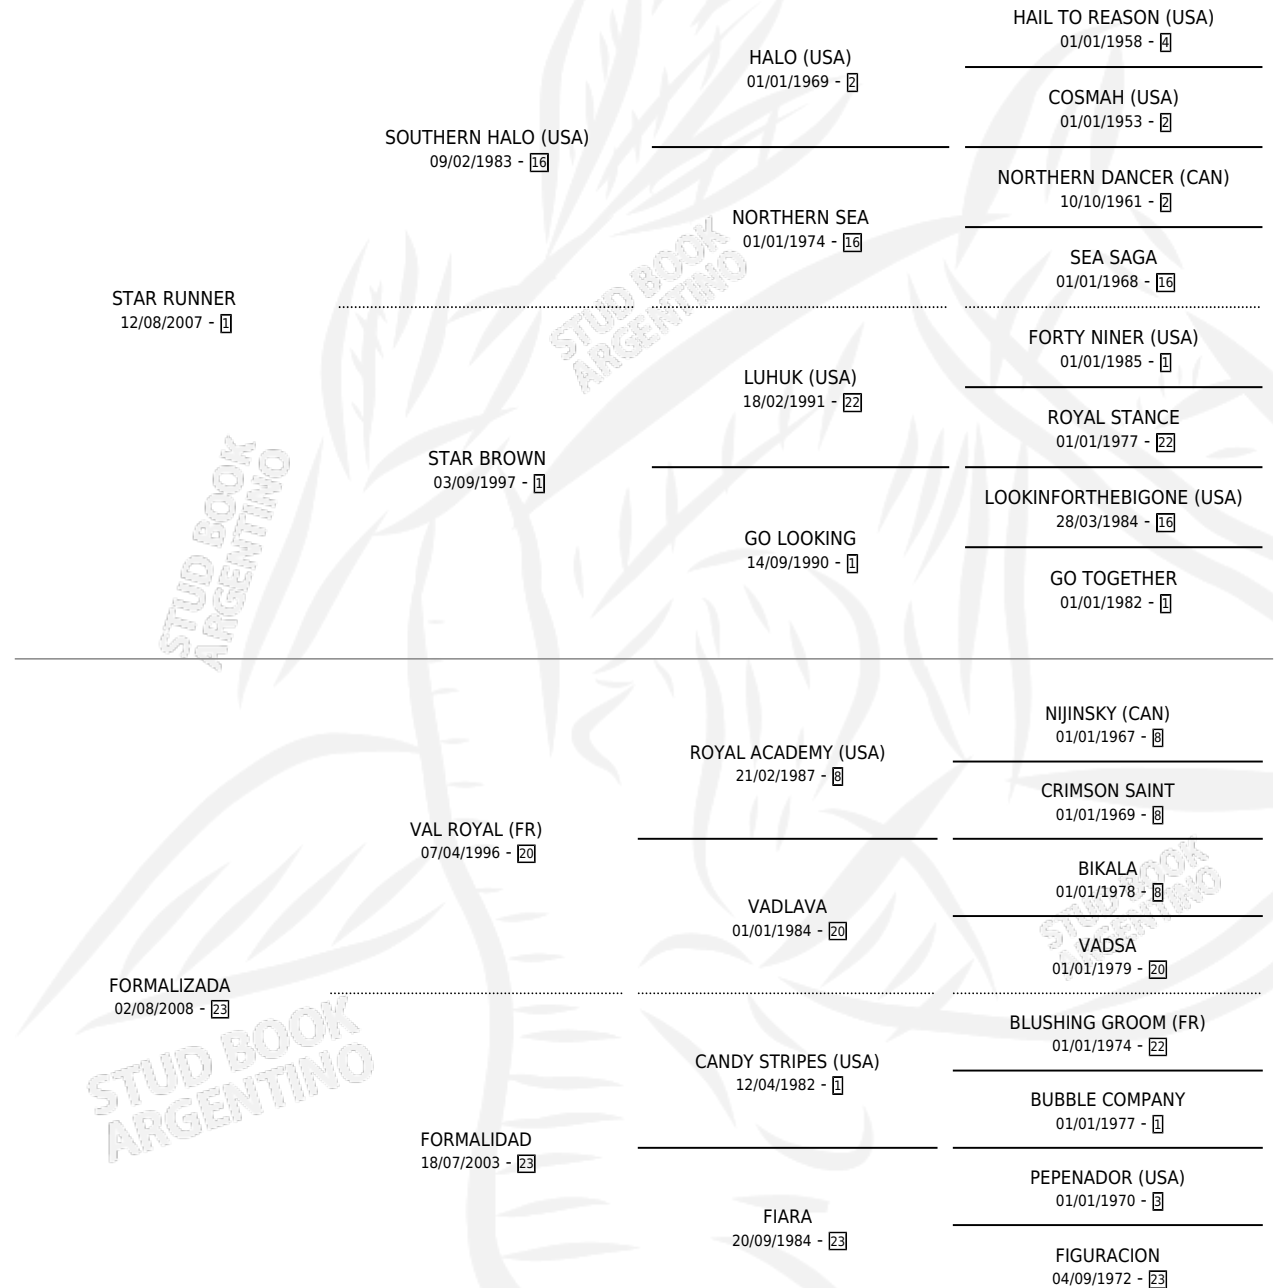 HAIL TO REASON (USA)
01/01/1958 - 4
HALO (USA)
01/01/1969 - 2
COSMAH (USA)
01/01/1953 - 2
SOUTHERN HALO (USA)
09/02/1983 - 16
NORTHERN DANCER (CAN)
10/10/1961 - 2
NORTHERN SEA
01/01/1974 - 16
SEA SAGA
01/01/1968 - 16
STAR RUNNER
12/08/2007 - 1
FORTY NINER (USA)
01/01/1985 - 1
LUHUK (USA)
18/02/1991 - 22
ROYAL STANCE
01/01/1977 - 22
STAR BROWN
03/09/1997 - 1
LOOKINFORTHEBIGONE (USA)
28/03/1984 - 16
GO LOOKING
14/09/1990 - 1
GO TOGETHER
01/01/1982 - 1
NIJINSKY (CAN)
01/01/1967 - 8
ROYAL ACADEMY (USA)
21/02/1987 - 8
CRIMSON SAINT
01/01/1969 - 8
VAL ROYAL (FR)
07/04/1996 - 20
BIKALA
01/01/1978 - 8
VADLAVA
01/01/1984 - 20
VADSA
01/01/1979 - 20
FORMALIZADA
02/08/2008 - 23
BLUSHING GROOM (FR)
01/01/1974 - 22
CANDY STRIPES (USA)
12/04/1982 - 1
BUBBLE COMPANY
01/01/1977 - 1
FORMALIDAD
18/07/2003 - 23
PEPENADOR (USA)
01/01/1970 - 3
FIARA
20/09/1984 - 23
FIGURACION
04/09/1972 - 23
STUD BOOK
ARGENTINO
STUD BOOK
ARGENTINO
STUD BOOK
ARGENTINO
STUD BOOK
ARGENTINO